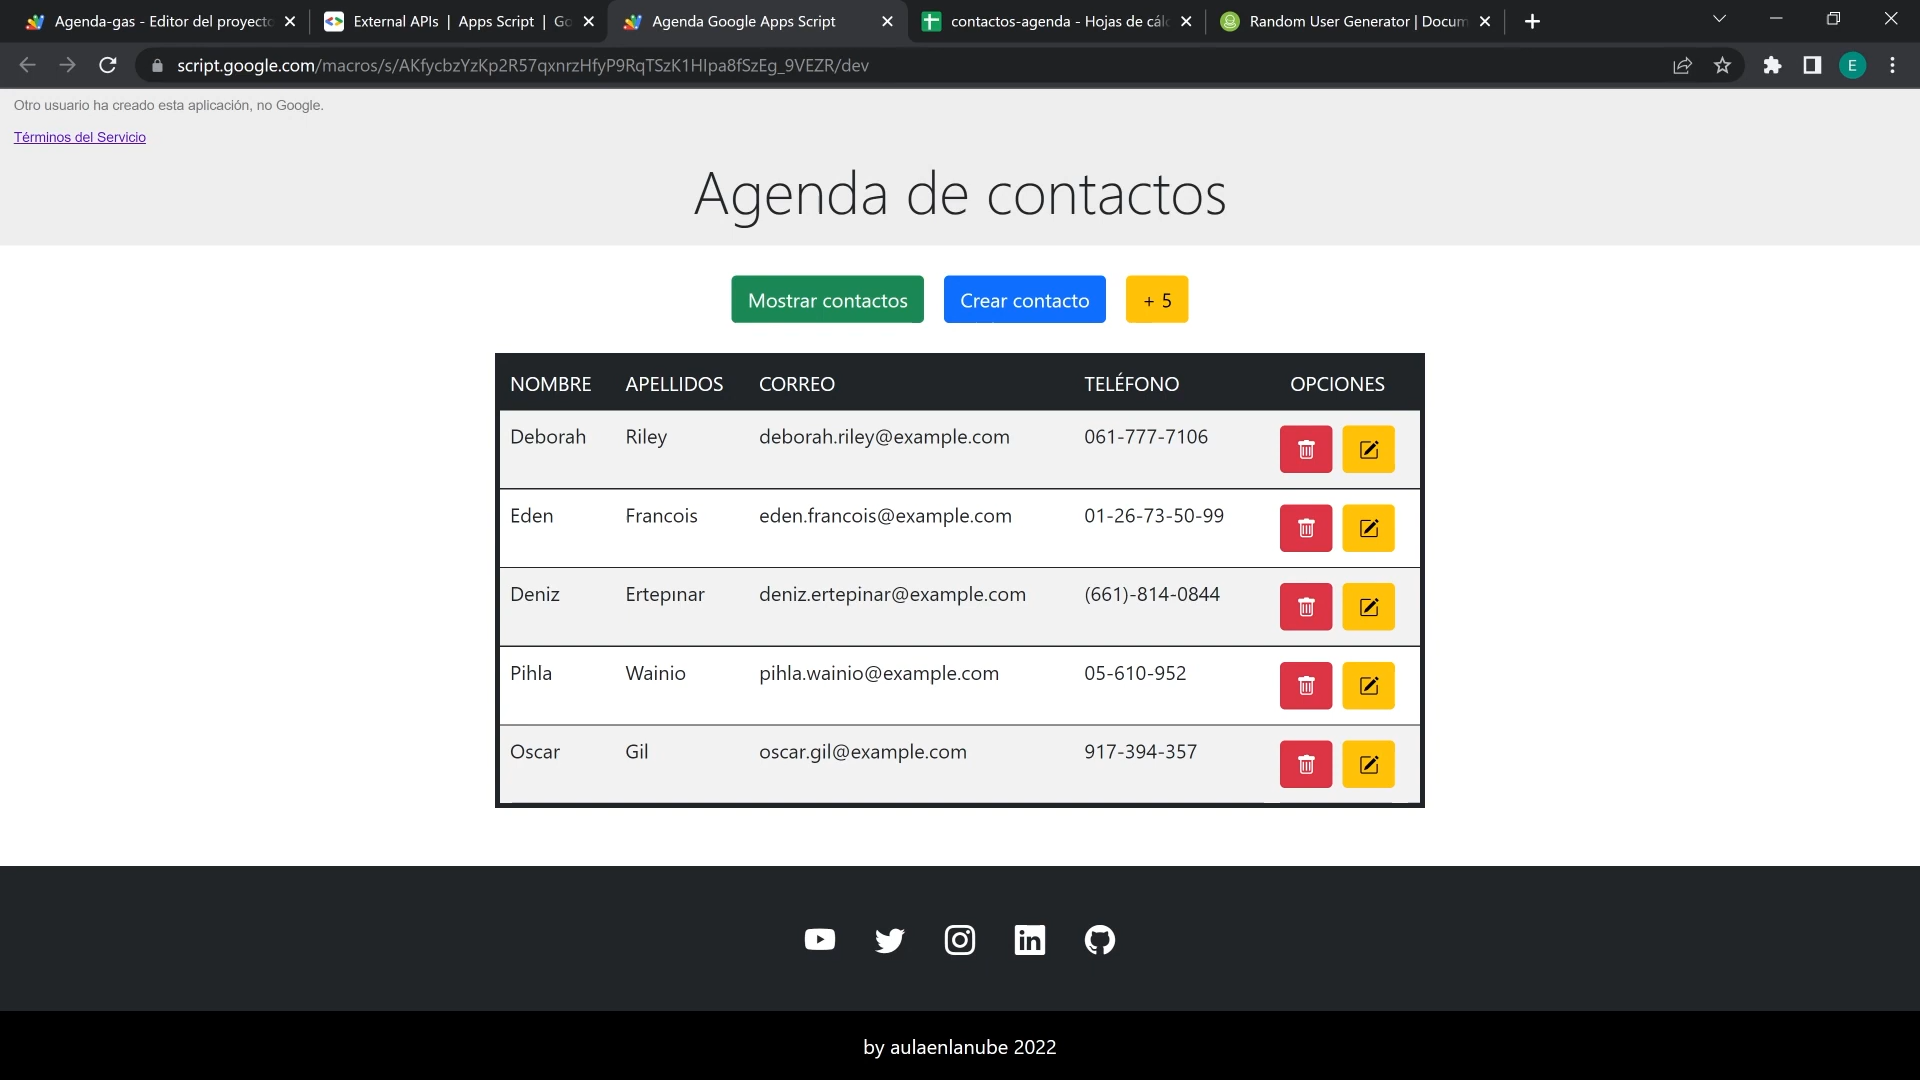 Agenda-gas - Editor del proyecto
External APIs | Apps Script | Go
Agenda Google Apps Script
contactos-agenda - Hojas de cálc
Random User Generator | Docum
script.google.com/macros/s/AKfycbzYzKp2R57qxnrzHfyP9RqTSzK1HIpa8fSzEg_9VEZR/dev
E
Otro usuario ha creado esta aplicación, no Google.
Términos del Servicio
Agenda de contactos
Mostrar contactos
Crear contacto
+ 5
NOMBRE APELLIDOS CORREO TELÉFONO OPCIONES
Deborah Riley deborah.riley@example.com 061-777-7106
Eden Francois eden.francois@example.com 01-26-73-50-99
Deniz Ertepınar deniz.ertepinar@example.com (661)-814-0844
Pihla Wainio pihla.wainio@example.com 05-610-952
Oscar Gil oscar.gil@example.com 917-394-357
in
by aulaenlanube 2022